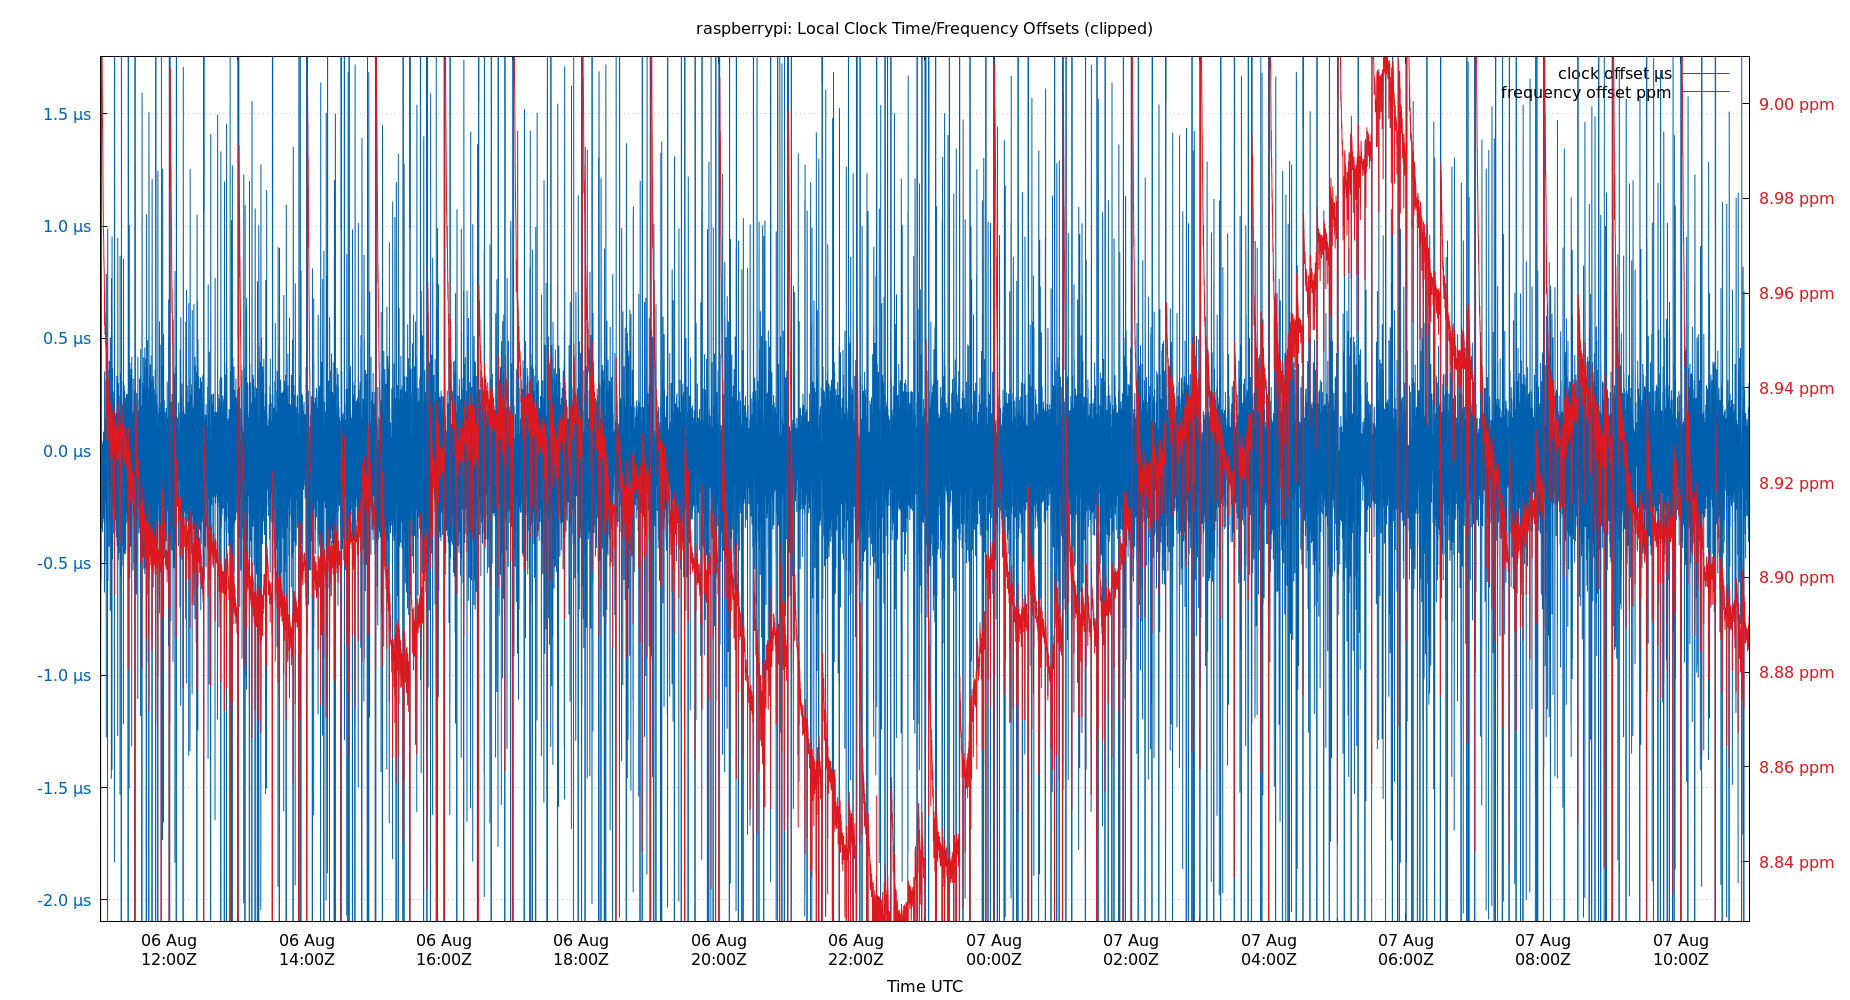 raspberrypi: Local Clock Time/Frequency Offsets (clipped)
clock offset µs
frequency offset ppm
1.5 µs
1.0 µs
0.5 µs
0.0 µs
-0.5 µs
-1.0 µs
-1.5 µs
-2.0 µs
9.00 ppm
8.98 ppm
8.96 ppm
8.94 ppm
8.92 ppm
8.90 ppm
8.88 ppm
8.86 ppm
8.84 ppm
06 Aug 06 Aug 06 Aug 06 Aug 06 Aug 06 Aug 07 Aug 07 Aug 07 Aug 07 Aug 07 Aug 07 Aug
12:00Z 14:00Z 16:00Z 18:00Z 20:00Z 22:00Z 00:00Z 02:00Z 04:00Z 06:00Z 08:00Z 10:00Z
Time UTC